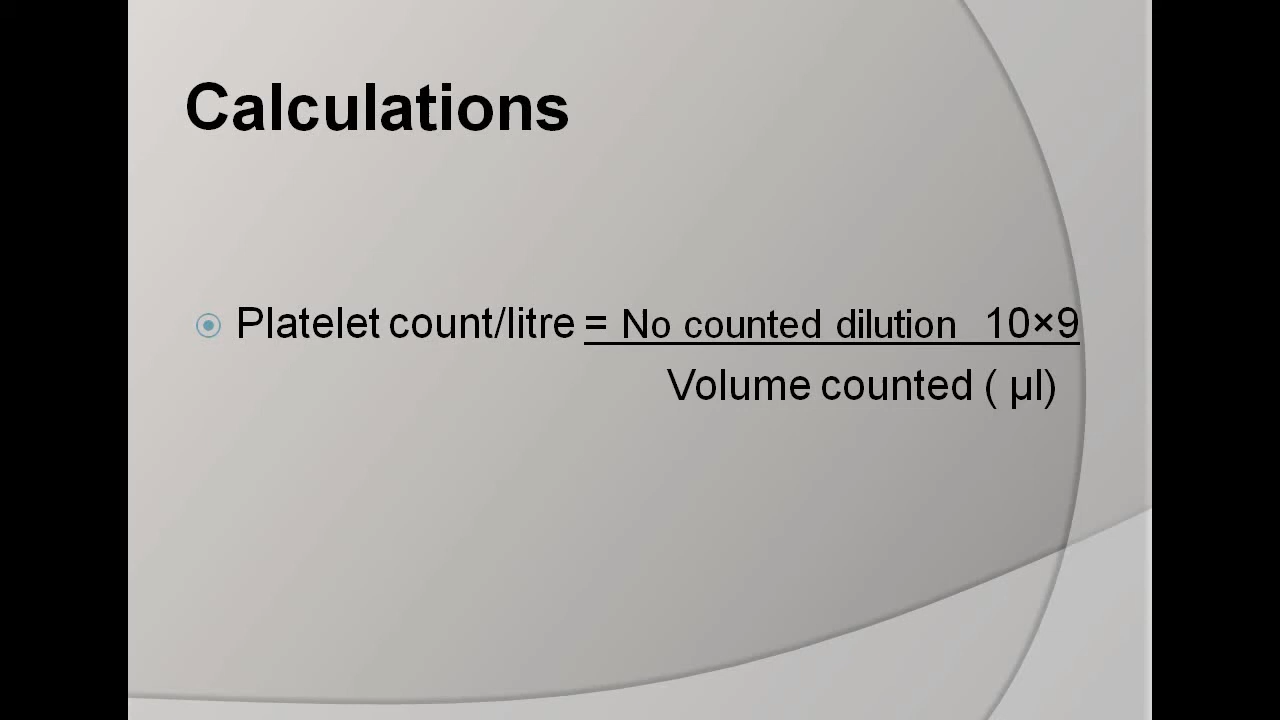 Calculations
Platelet count/litre = No counted dilution 10×9
Volume counted ( µl)